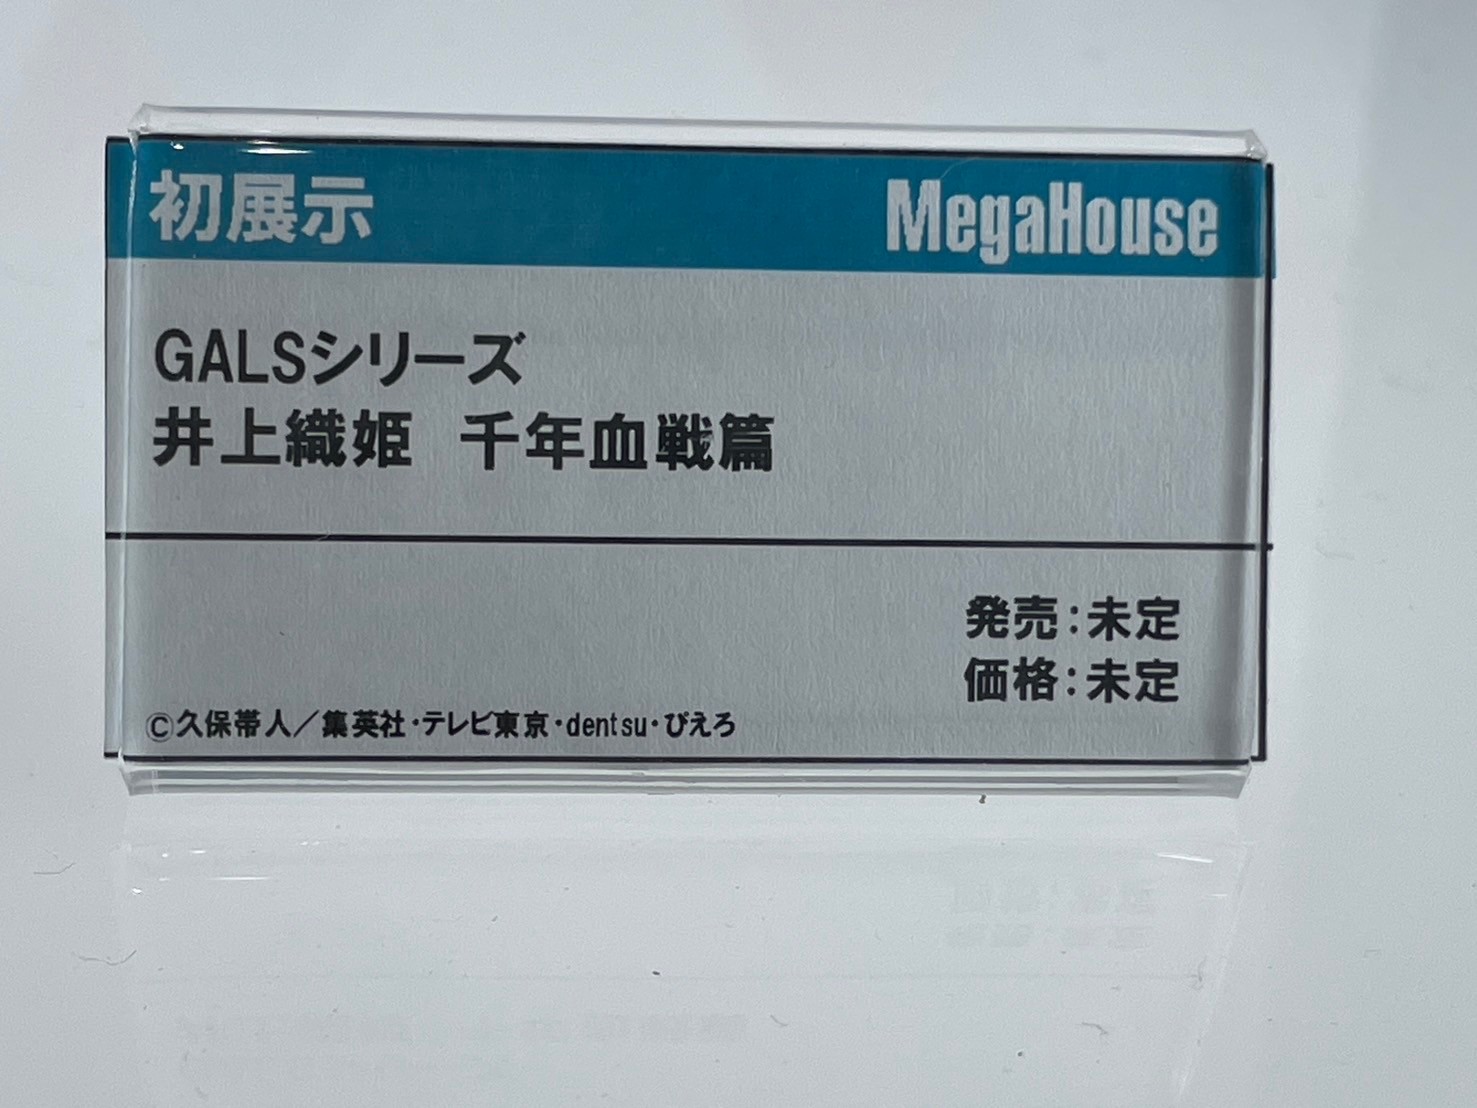 初展示 MegaHouse
GALSシリーズ
井上織姫　千年血戦篇
発売：未定
価格：未定
©久保帯人／集英社・テレビ東京・dentsu・ぴえろ